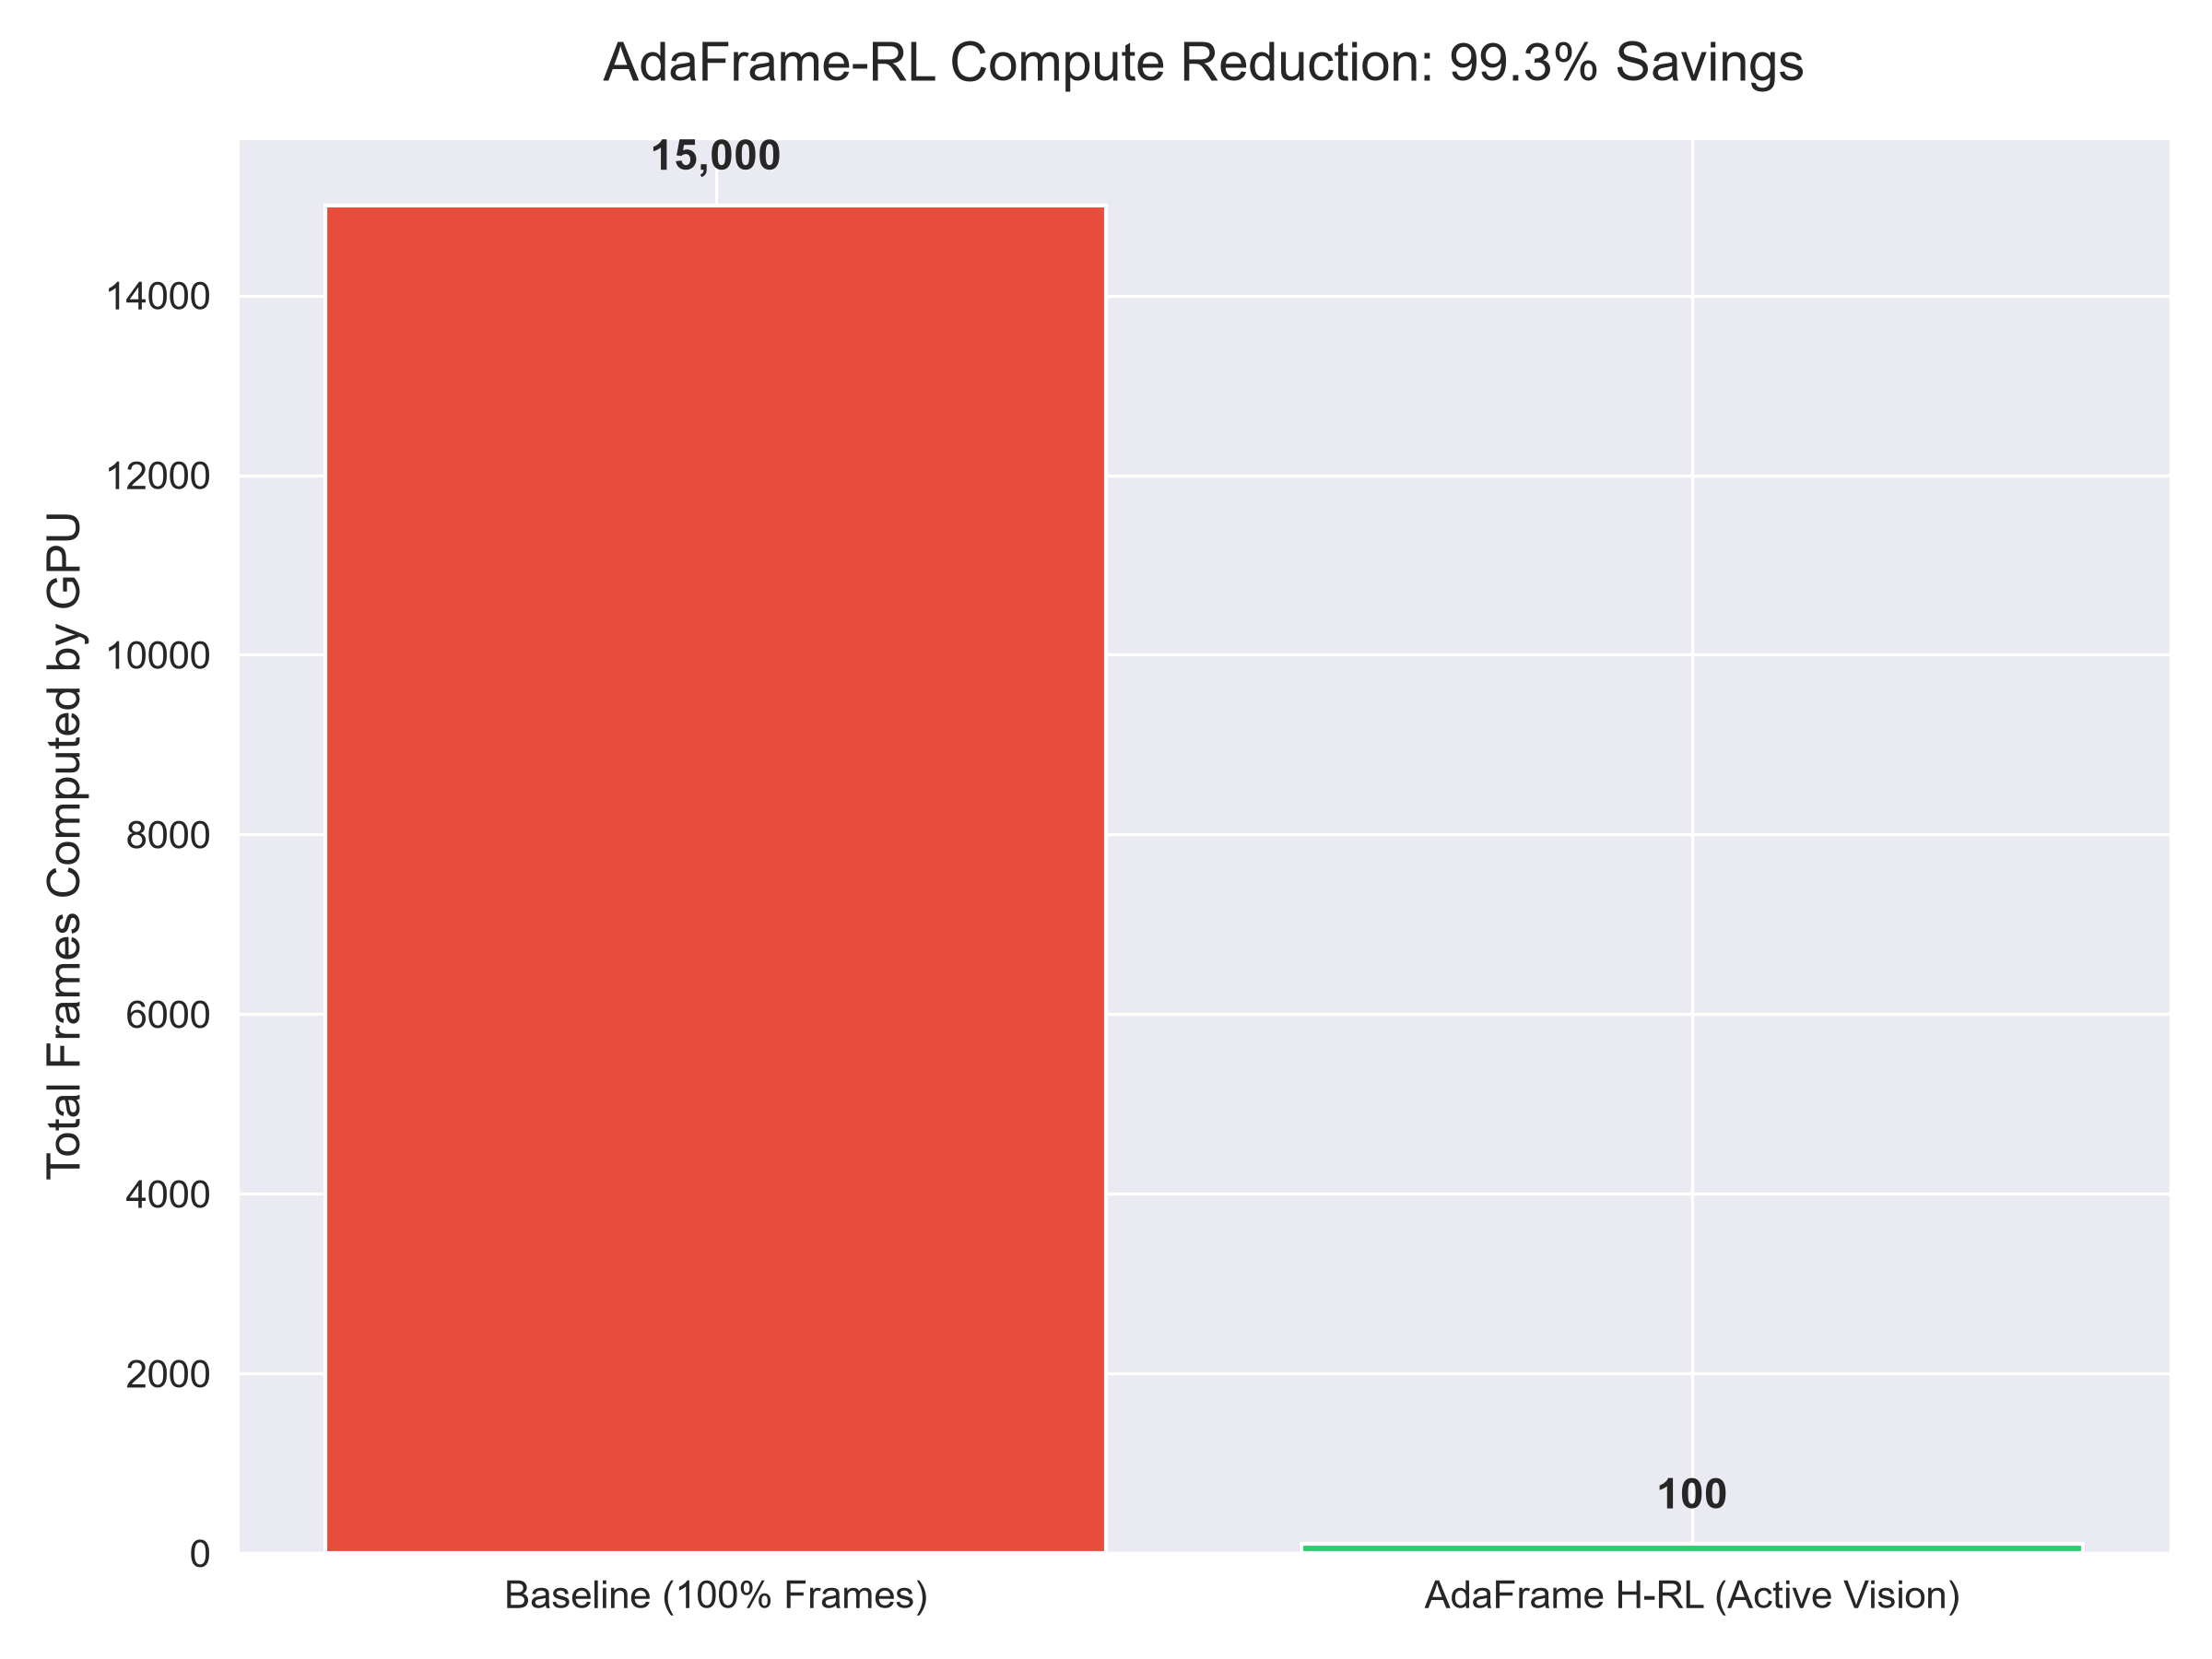 AdaFrame-RL Compute Reduction: 99.3% Savings
15,000
14000
12000
10000
8000
6000
4000
2000
0
Total Frames Computed by GPU
100
Baseline (100% Frames)
AdaFrame H-RL (Active Vision)